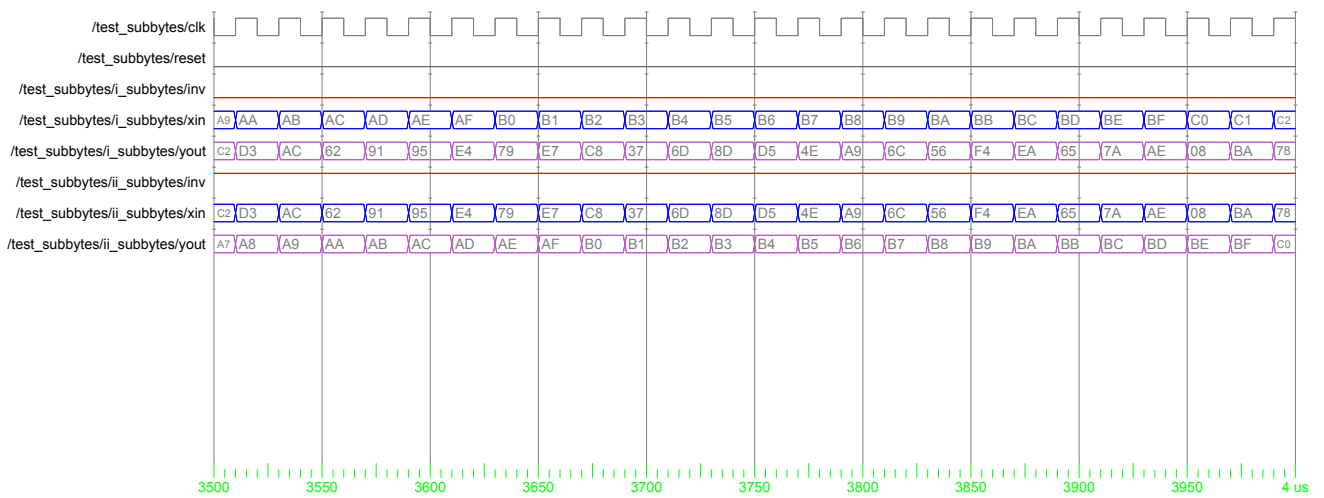 /test_subbytes/clk
/test_subbytes/reset
/test_subbytes/i_subbytes/inv
/test_subbytes/i_subbytes/xin A9 AA AB AC AD AE AF B0 B1 B2 B3 B4 B5 B6 B7 B8 B9 BA BB BC BD BE BF C0 C1 C2
/test_subbytes/i_subbytes/yout C2 D3 AC 62 91 95 E4 79 E7 C8 37 6D 8D D5 4E A9 6C 56 F4 EA 65 7A AE 08 BA 78
/test_subbytes/ii_subbytes/inv
/test_subbytes/ii_subbytes/xin C2 D3 AC 62 91 95 E4 79 E7 C8 37 6D 8D D5 4E A9 6C 56 F4 EA 65 7A AE 08 BA 78
/test_subbytes/ii_subbytes/yout A7 A8 A9 AA AB AC AD AE AF B0 B1 B2 B3 B4 B5 B6 B7 B8 B9 BA BB BC BD BE BF C0
3500 3550 3600 3650 3700 3750 3800 3850 3900 3950 4 us